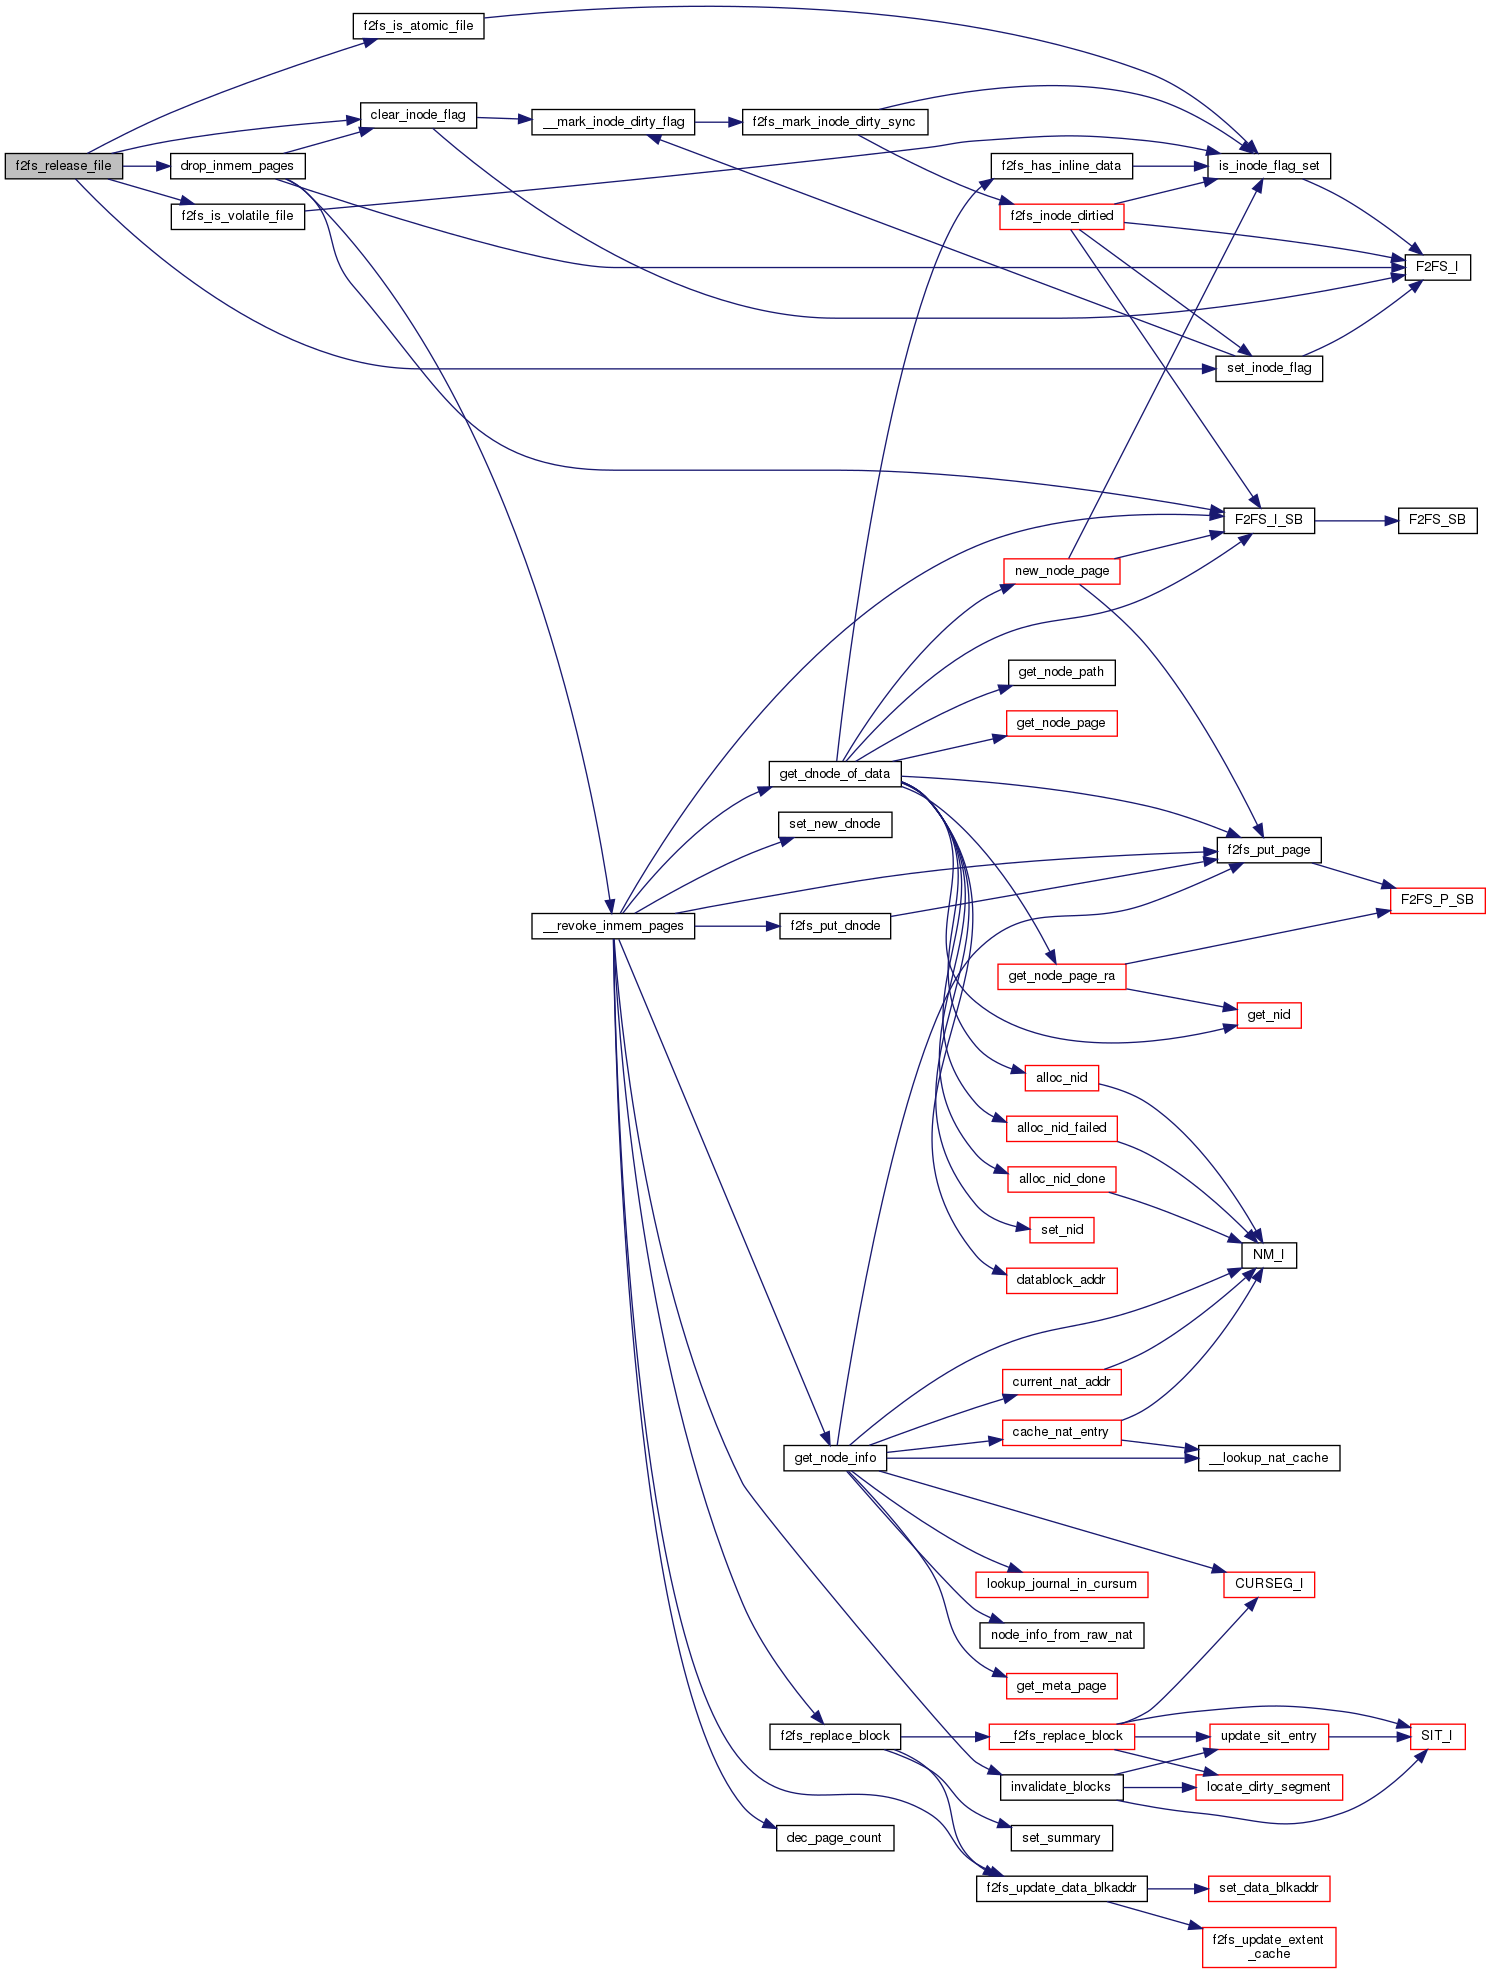 f2fs_is_atomic_file
clear_inode_flag
__mark_inode_dirty_flag
f2fs_mark_inode_dirty_sync
f2fs_release_file
drop_inmem_pages
f2fs_has_inline_data
is_inode_flag_set
f2fs_is_volatile_file
f2fs_inode_dirtied
F2FS_I
set_inode_flag
F2FS_I_SB
F2FS_SB
new_node_page
get_node_path
get_node_page
get_dnode_of_data
set_new_dnode
f2fs_put_page
F2FS_P_SB
__revoke_inmem_pages
f2fs_put_dnode
get_node_page_ra
get_nid
alloc_nid
alloc_nid_failed
alloc_nid_done
set_nid
NM_I
datablock_addr
current_nat_addr
cache_nat_entry
get_node_info
__lookup_nat_cache
lookup_journal_in_cursum
CURSEG_I
node_info_from_raw_nat
get_meta_page
f2fs_replace_block
__f2fs_replace_block
update_sit_entry
SIT_I
invalidate_blocks
locate_dirty_segment
dec_page_count
set_summary
f2fs_update_data_blkaddr
set_data_blkaddr
f2fs_update_extent
_cache